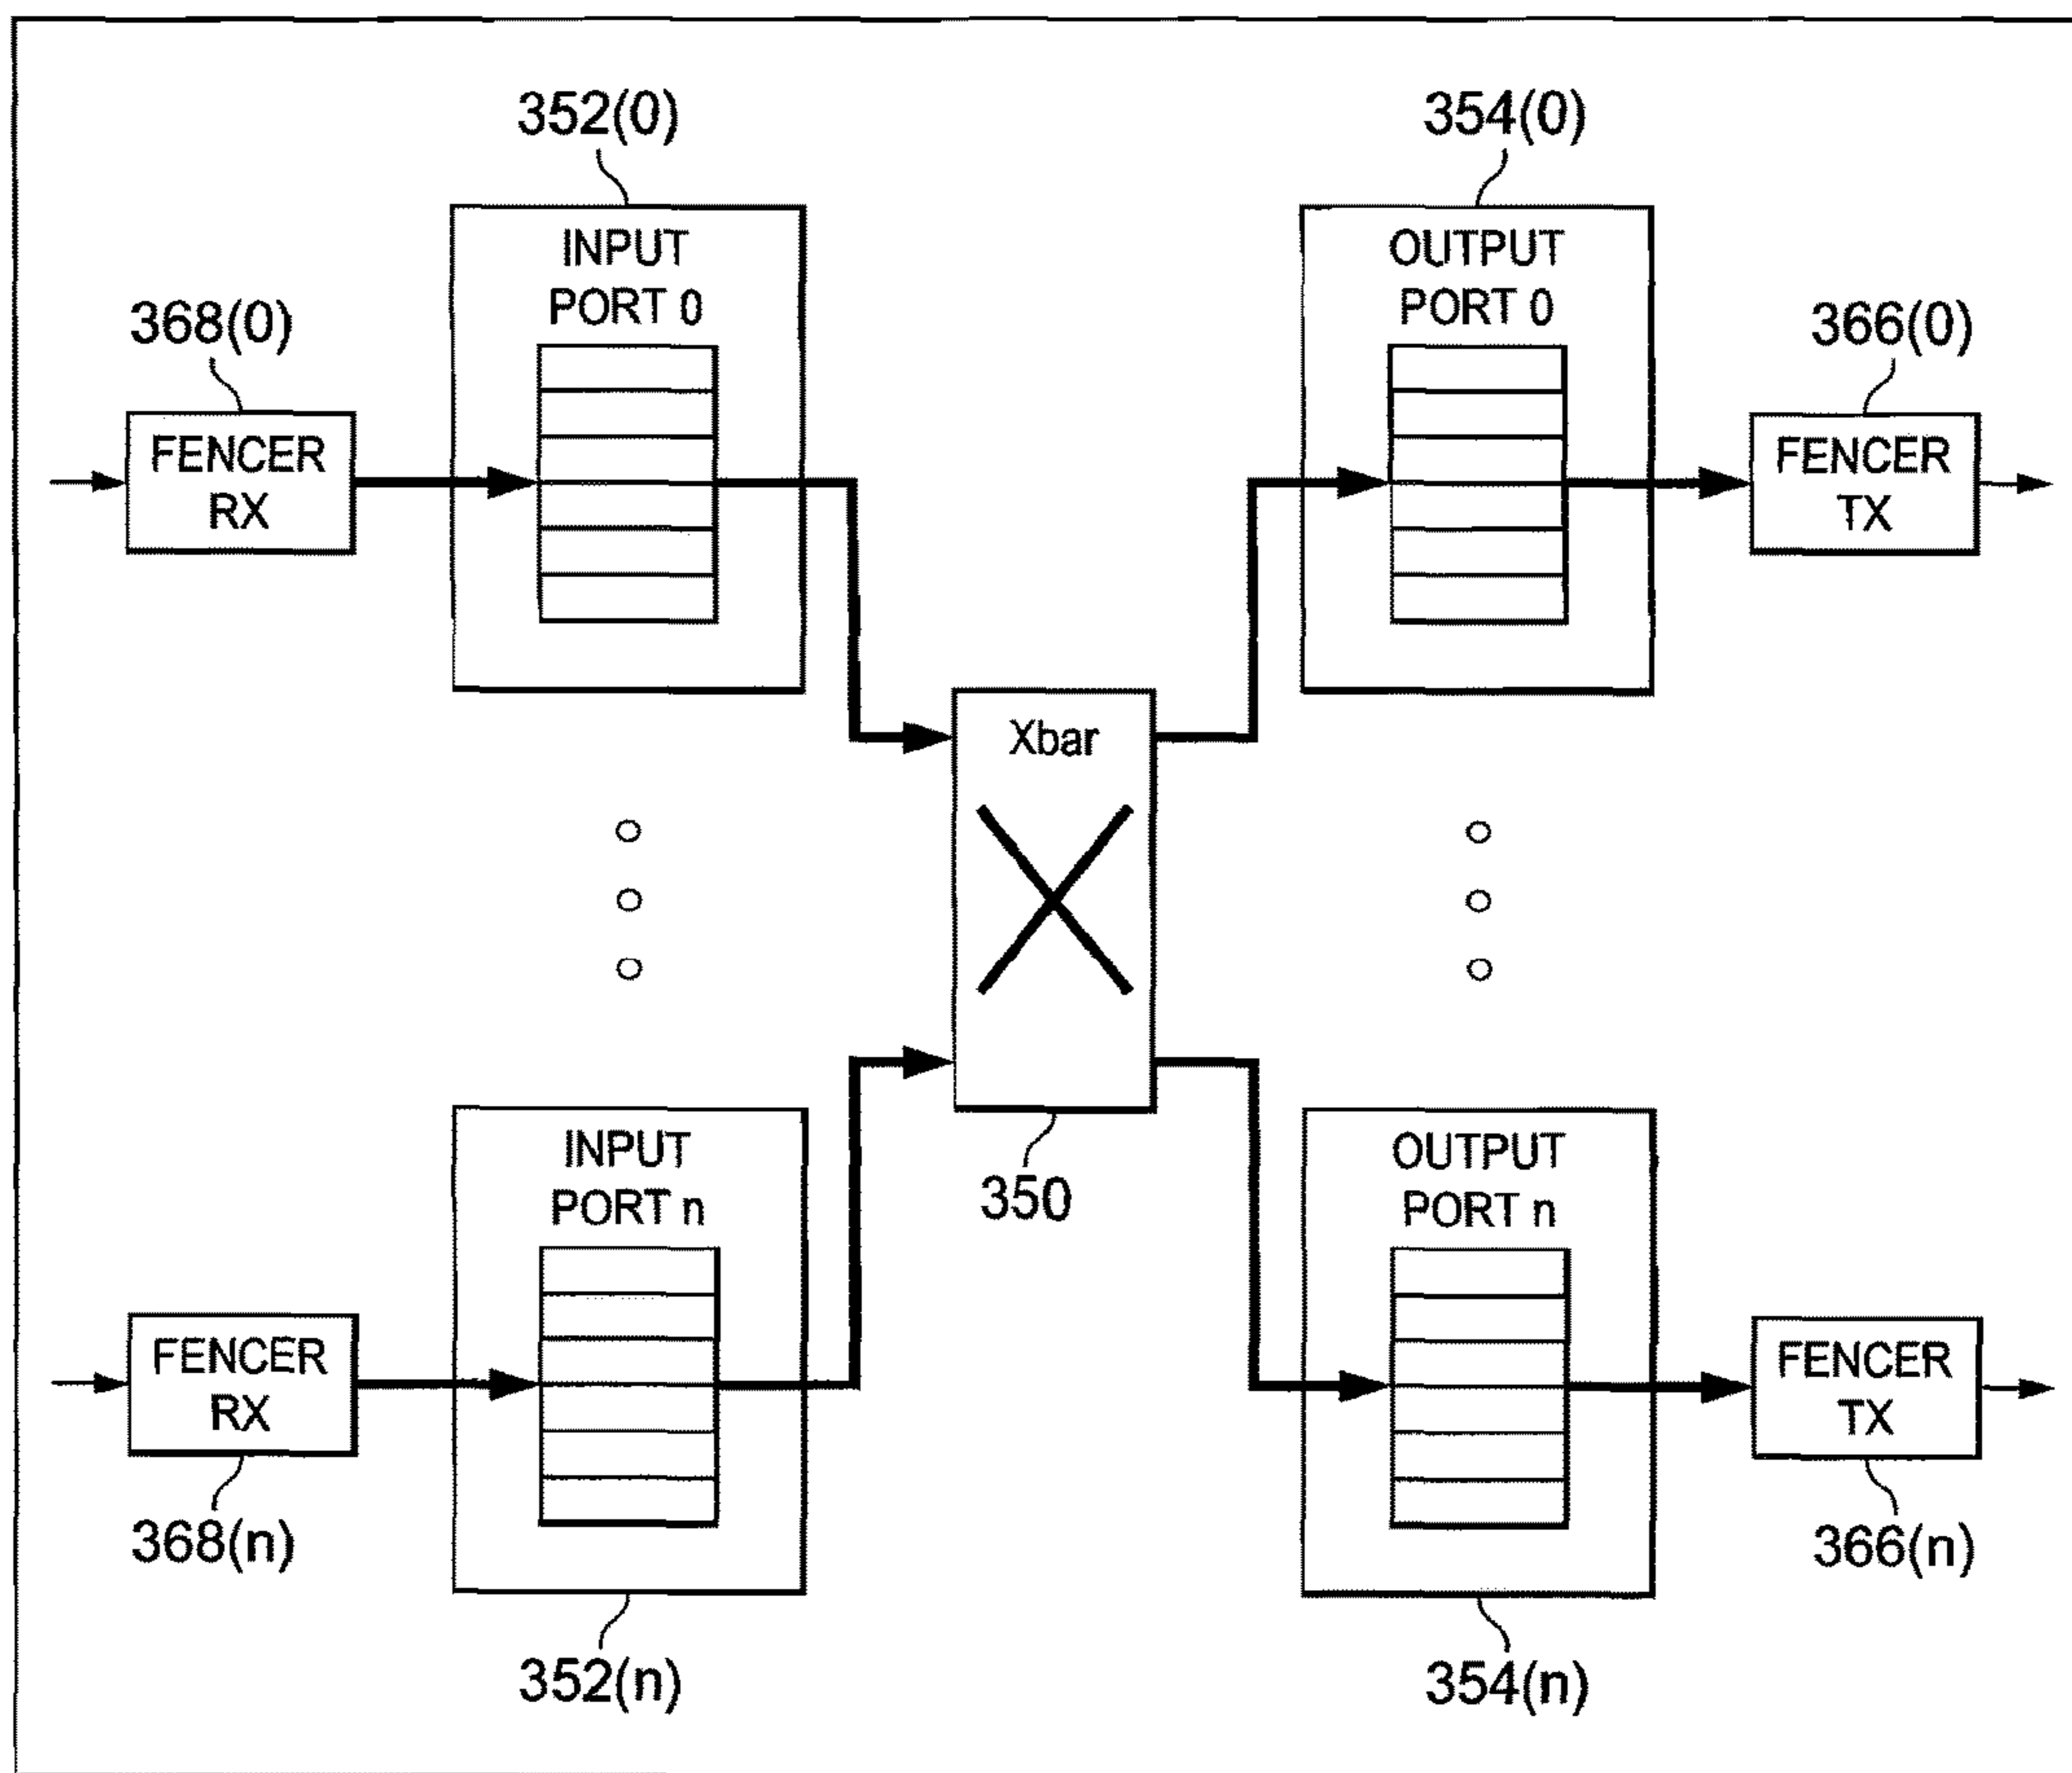 352(0)
354(0)
INPUT
PORT 0
OUTPUT
PORT 0
368(0)
366(0)
FENCER
RX
FENCER
TX
Xbar
350
INPUT
PORT n
OUTPUT
PORT n
FENCER
RX
FENCER
TX
368(n)
366(n)
352(n)
354(n)